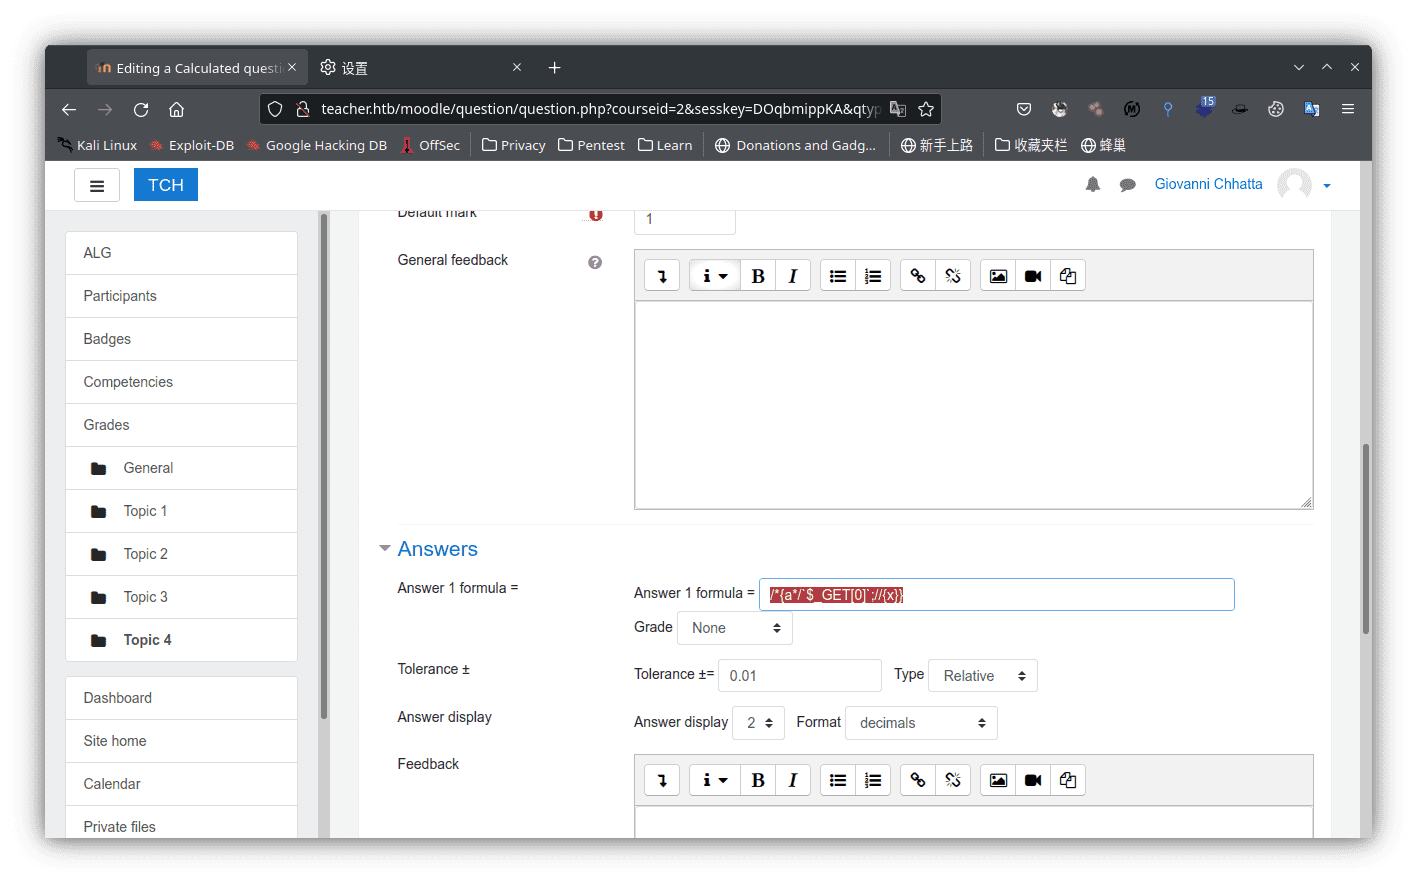 Editing a Calculated questi
设置
teacher.htb/moodle/question/question.php?courseid=2&sesskey=DOqbmippKA&qtyp
15
Kali Linux Exploit-DB Google Hacking DB OffSec Privacy Pentest Learn Donations and Gadg... 新手上路 收藏夹栏 蜂巢
TCH
Giovanni Chhatta
ALG
Participants
Badges
Competencies
Grades
General
Topic 1
Topic 2
Topic 3
Topic 4
Dashboard
Site home
Calendar
Private files
Default mark
1
General feedback
B I
Answers
Answer 1 formula =
Answer 1 formula = /*{a*/`$_GET[0]`;//{x}}
Grade None
Tolerance ±
Tolerance ±= 0.01 Type Relative
Answer display
Answer display 2 Format decimals
Feedback
B I